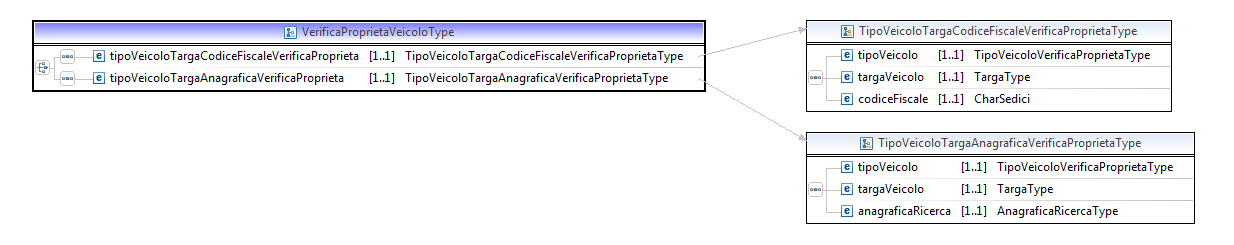 VerificaProprietaVeicoloType
e tipoVeicoloTargaCodiceFiscaleVerificaProprieta [1..1] TipoVeicoloTargaCodiceFiscaleVerificaProprietaType
e tipoVeicoloTargaAnagraficaVerificaProprieta [1..1] TipoVeicoloTargaAnagraficaVerificaProprietaType
TipoVeicoloTargaCodiceFiscaleVerificaProprietaType
e tipoVeicolo [1..1] TipoVeicoloVerificaProprietaType
e targaVeicolo [1..1] TargaType
e codiceFiscale [1..1] CharSedici
TipoVeicoloTargaAnagraficaVerificaProprietaType
e tipoVeicolo [1..1] TipoVeicoloVerificaProprietaType
e targaVeicolo [1..1] TargaType
e anagraficaRicerca [1..1] AnagraficaRicercaType